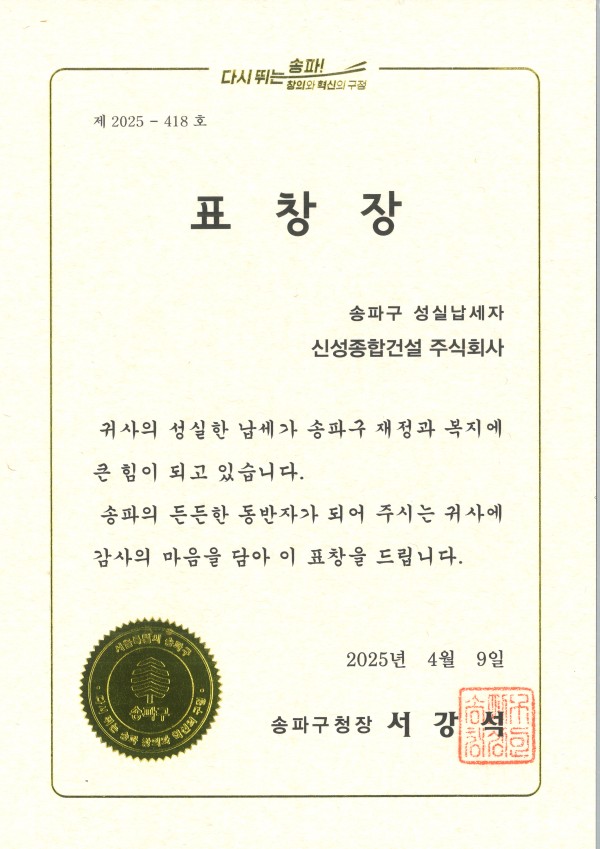 다시 뛰는 송파!
창의와 혁신의 구정
제 2025 - 418 호
표 창 장
송파구 성실납세자
신성종합건설 주식회사
귀사의 성실한 납세가 송파구 재정과 복지에
큰 힘이 되고 있습니다.
송파의 든든한 동반자가 되어 주시는 귀사에
감사의 마음을 담아 이 표창을 드립니다.
2025년 4월 9일
송파구청장 서 강 석
서울특별시 송파구
송파구